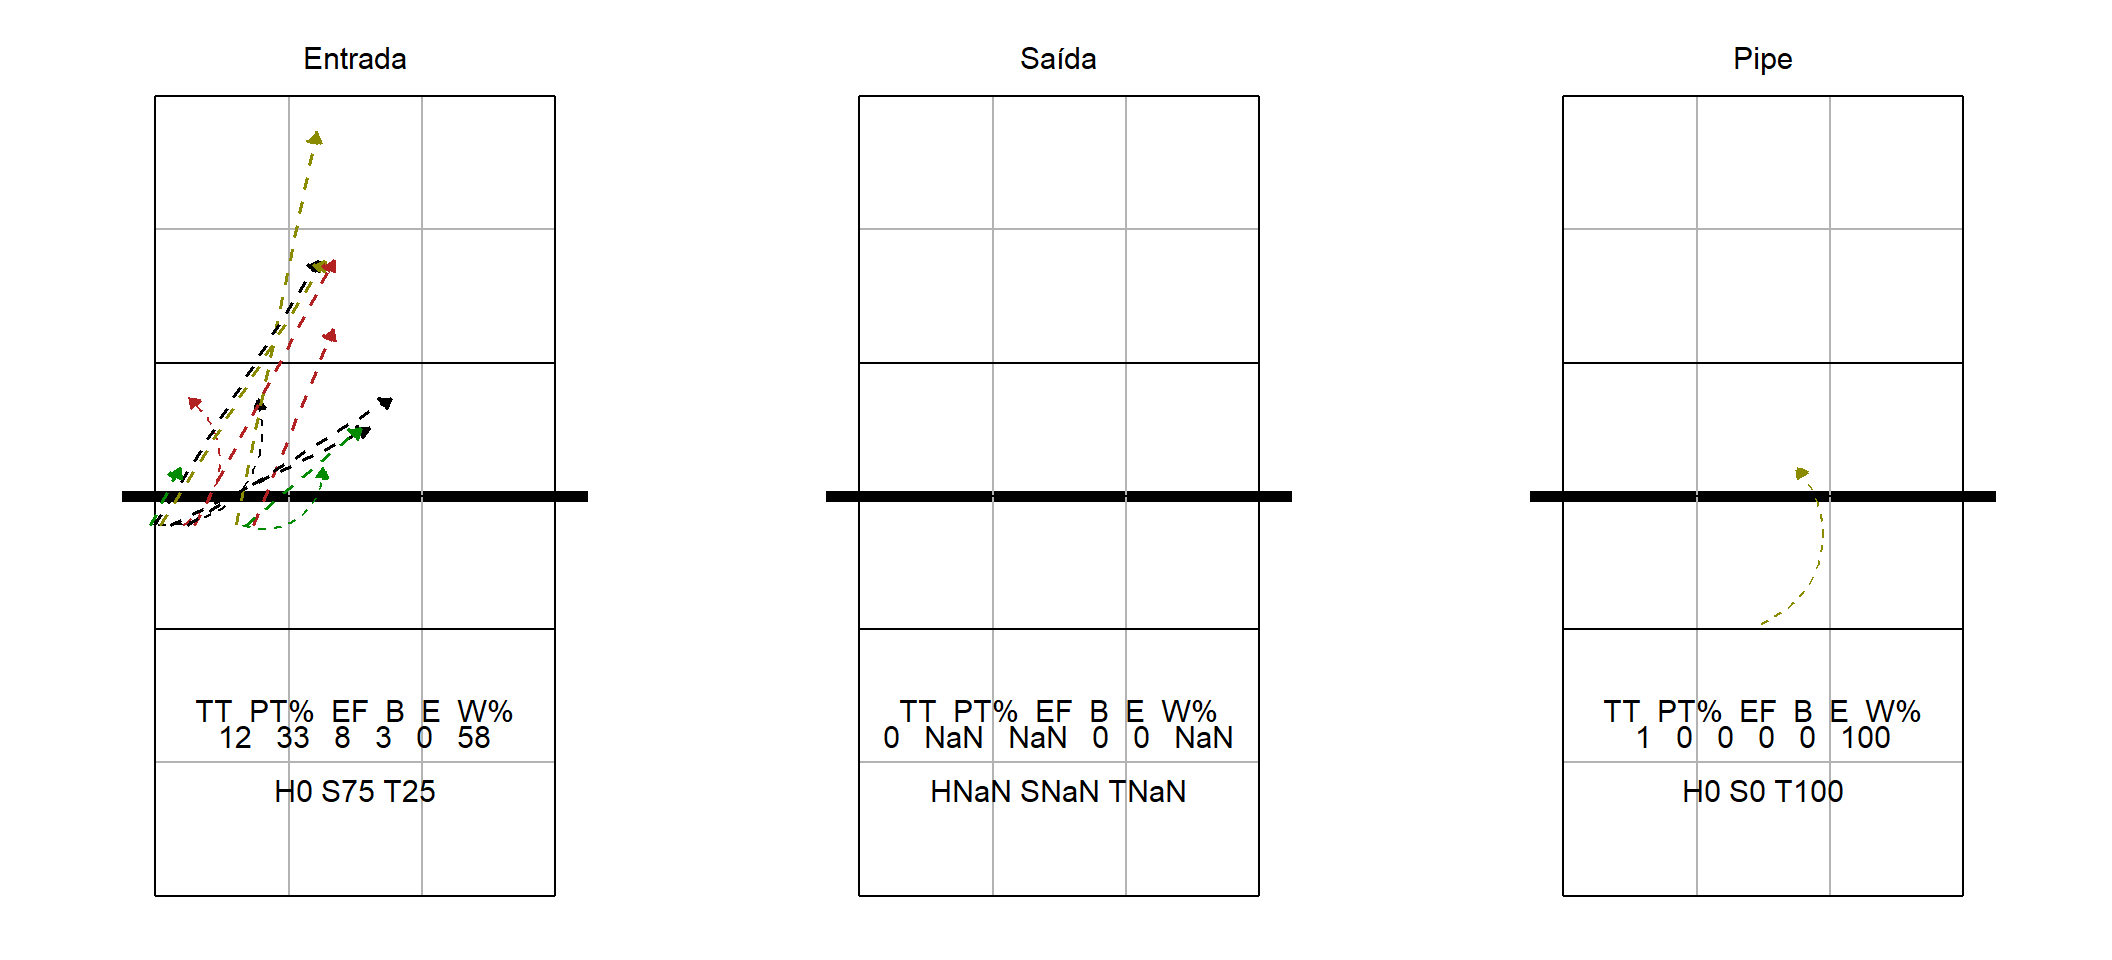 Entrada
TT PT% EF B E W%
12 33 8 3 0 58
H0 S75 T25
Saída
TT PT% EF B E W%
0 NaN NaN 0 0 NaN
HNaN SNaN TNaN
Pipe
TT PT% EF B E W%
1 0 0 0 0 100
H0 S0 T100